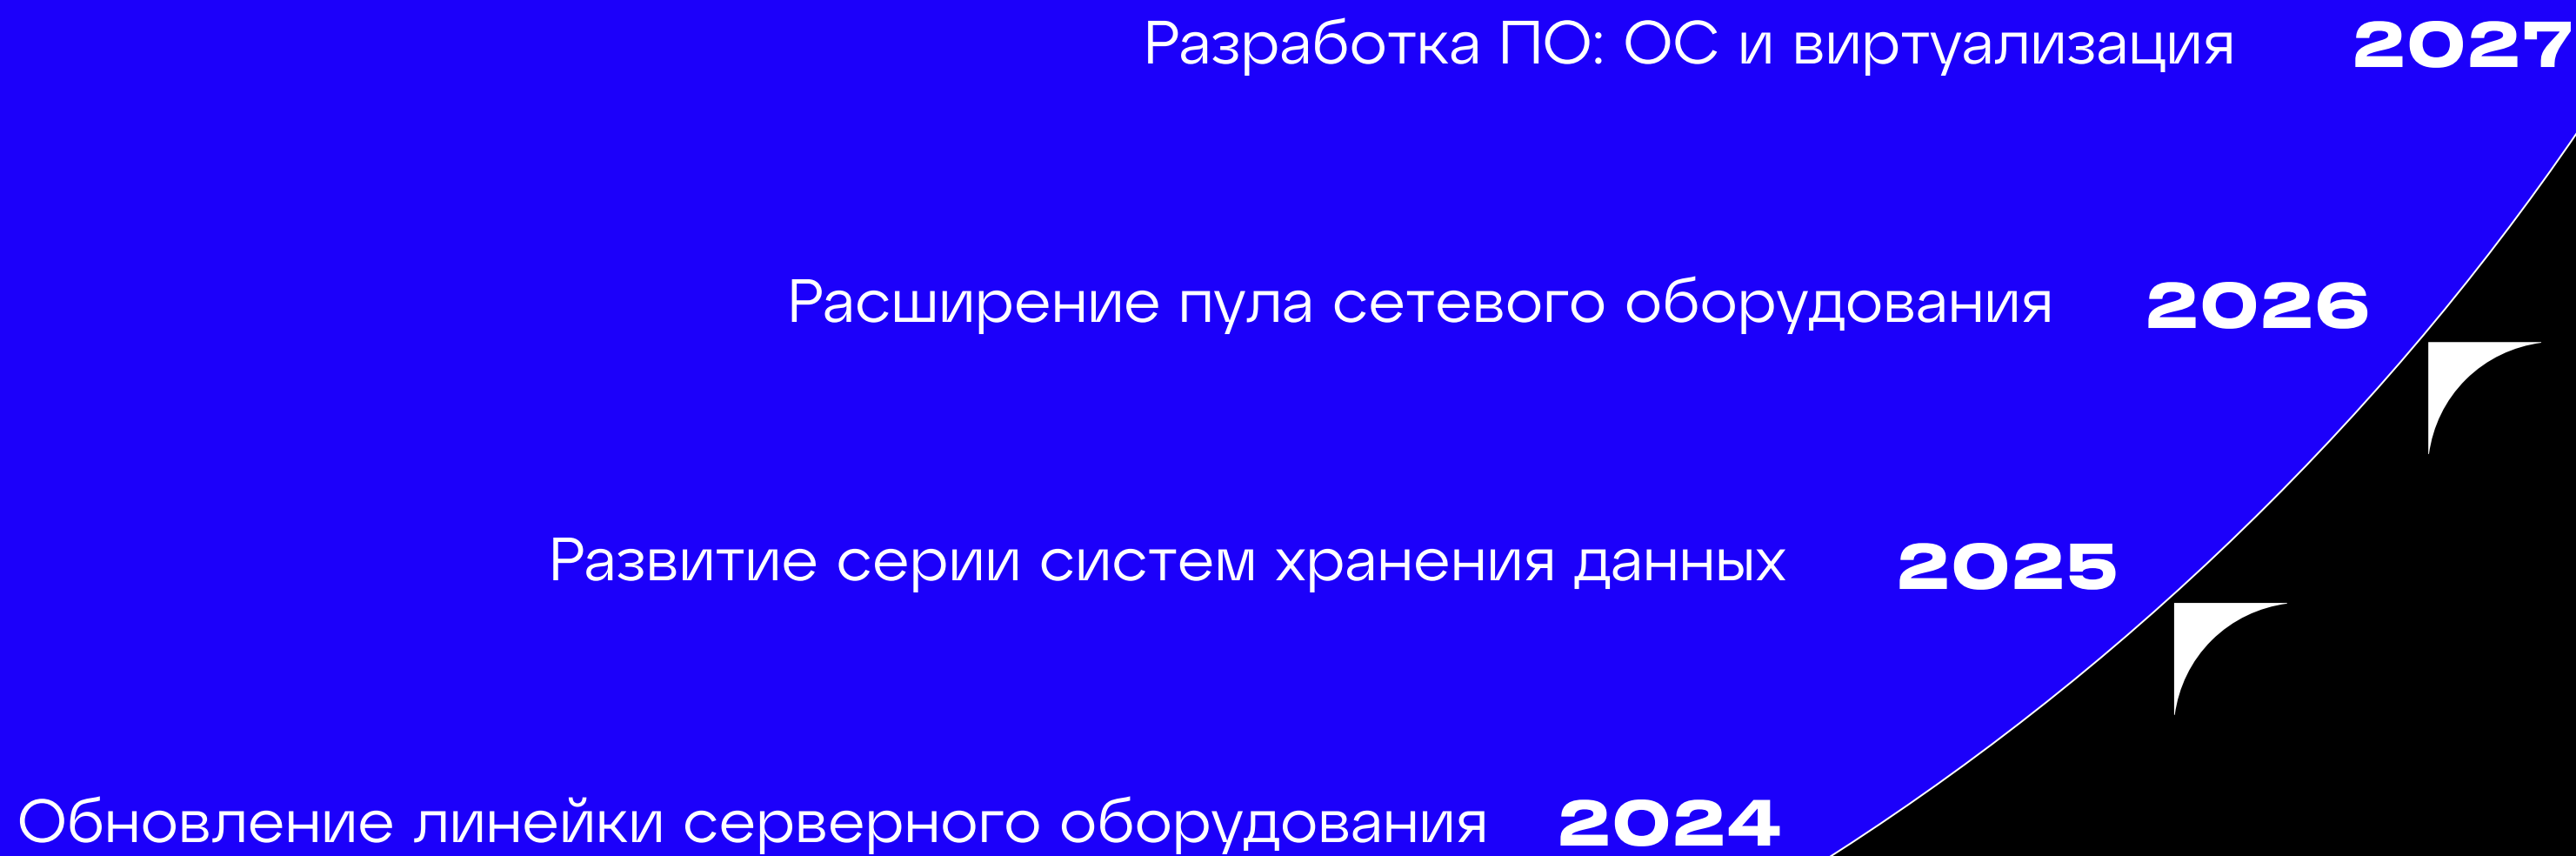 Разработка ПО: ОС и виртуализация 2027
Расширение пула сетевого оборудования 2026
Развитие серии систем хранения данных 2025
Обновление линейки серверного оборудования 2024